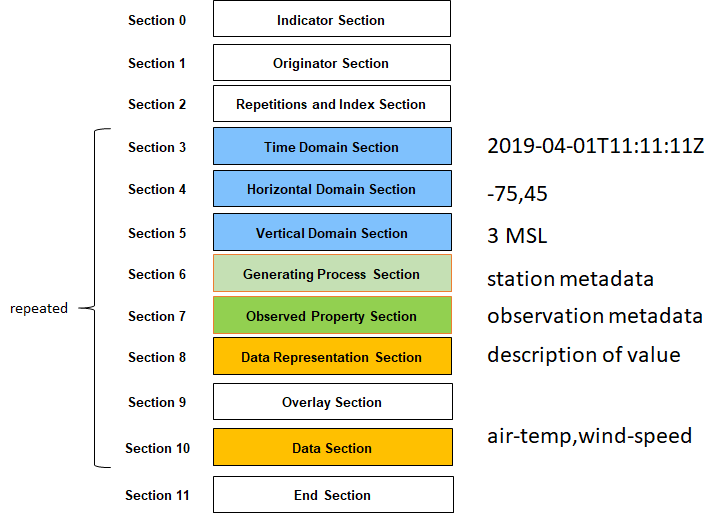 Section 0 Indicator Section
Section 1 Originator Section
Section 2 Repetitions and Index Section
Section 3 Time Domain Section 2019-04-01T11:11:11Z
Section 4 Horizontal Domain Section -75,45
Section 5 Vertical Domain Section 3 MSL
Section 6 Generating Process Section station metadata
repeated
Section 7 Observed Property Section observation metadata
Section 8 Data Representation Section description of value
Section 9 Overlay Section
Section 10 Data Section air-temp,wind-speed
Section 11 End Section